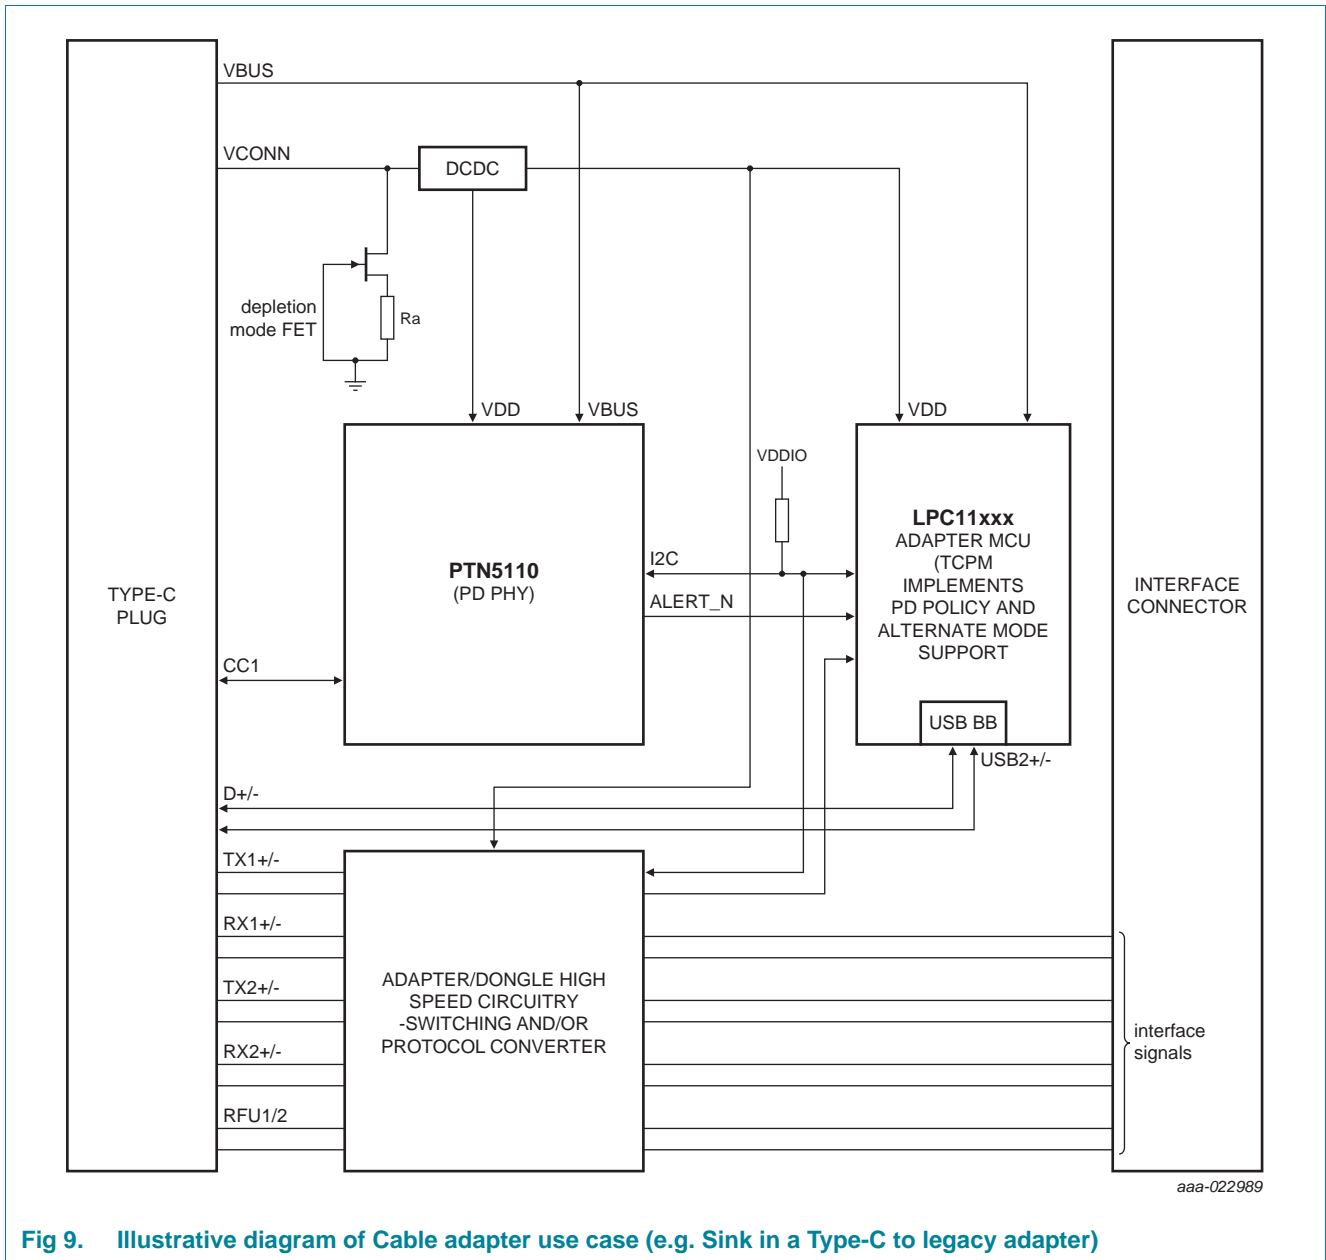 VBUS
VCONN
DCDC
depletion
mode FET
Ra
VDD
VBUS
VDD
VDDIO
LPC11xxx
ADAPTER MCU
(TCPM
IMPLEMENTS
PD POLICY AND
ALTERNATE MODE
SUPPORT
I2C
PTN5110
(PD PHY)
ALERT_N
TYPE-C
PLUG
INTERFACE
CONNECTOR
CC1
USB BB
USB2+/-
D+/-
TX1+/-
RX1+/-
TX2+/-
RX2+/-
RFU1/2
ADAPTER/DONGLE HIGH
SPEED CIRCUITRY
-SWITCHING AND/OR
PROTOCOL CONVERTER
interface
signals
aaa-022989
Fig 9. Illustrative diagram of Cable adapter use case (e.g. Sink in a Type-C to legacy adapter)